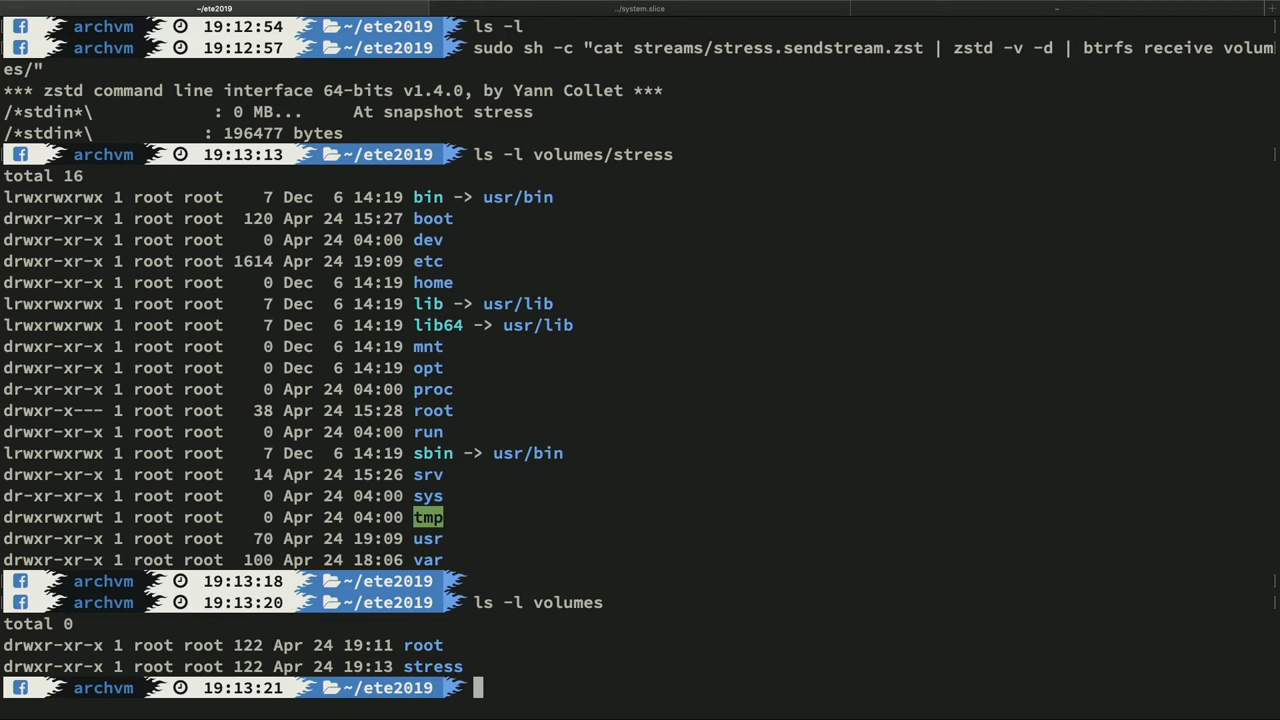 ~/ete2019 ../system.slice ~
archvm 19:12:54 ~/ete2019 ls -l
archvm 19:12:57 ~/ete2019 sudo sh -c "cat streams/stress.sendstream.zst | zstd -v -d | btrfs receive volum
es/"
*** zstd command line interface 64-bits v1.4.0, by Yann Collet ***
/*stdin*\ : 0 MB... At snapshot stress
/*stdin*\ : 196477 bytes
archvm 19:13:13 ~/ete2019 ls -l volumes/stress
total 16
lrwxrwxrwx 1 root root 7 Dec 6 14:19 bin -> usr/bin
drwxr-xr-x 1 root root 120 Apr 24 15:27 boot
drwxr-xr-x 1 root root 0 Apr 24 04:00 dev
drwxr-xr-x 1 root root 1614 Apr 24 19:09 etc
drwxr-xr-x 1 root root 0 Dec 6 14:19 home
lrwxrwxrwx 1 root root 7 Dec 6 14:19 lib -> usr/lib
lrwxrwxrwx 1 root root 7 Dec 6 14:19 lib64 -> usr/lib
drwxr-xr-x 1 root root 0 Dec 6 14:19 mnt
drwxr-xr-x 1 root root 0 Dec 6 14:19 opt
dr-xr-xr-x 1 root root 0 Apr 24 04:00 proc
drwxr-x--- 1 root root 38 Apr 24 15:28 root
drwxr-xr-x 1 root root 0 Apr 24 04:00 run
lrwxrwxrwx 1 root root 7 Dec 6 14:19 sbin -> usr/bin
drwxr-xr-x 1 root root 14 Apr 24 15:26 srv
dr-xr-xr-x 1 root root 0 Apr 24 04:00 sys
drwxrwxrwt 1 root root 0 Apr 24 04:00 tmp
drwxr-xr-x 1 root root 70 Apr 24 19:09 usr
drwxr-xr-x 1 root root 100 Apr 24 18:06 var
archvm 19:13:18 ~/ete2019
archvm 19:13:20 ~/ete2019 ls -l volumes
total 0
drwxr-xr-x 1 root root 122 Apr 24 19:11 root
drwxr-xr-x 1 root root 122 Apr 24 19:13 stress
archvm 19:13:21 ~/ete2019